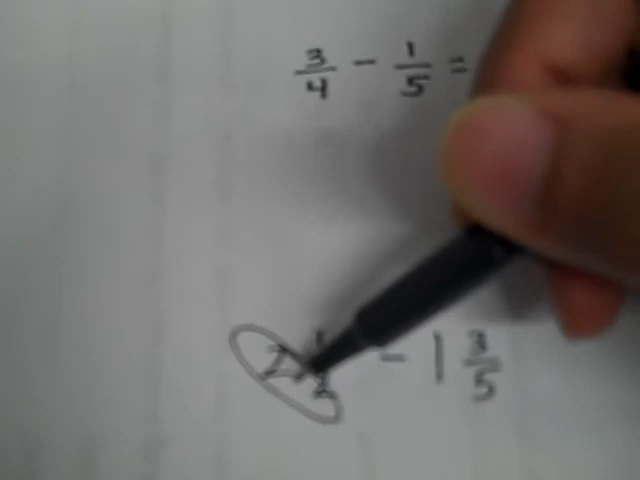 3/4 - 1/5 =
- 1 3/5